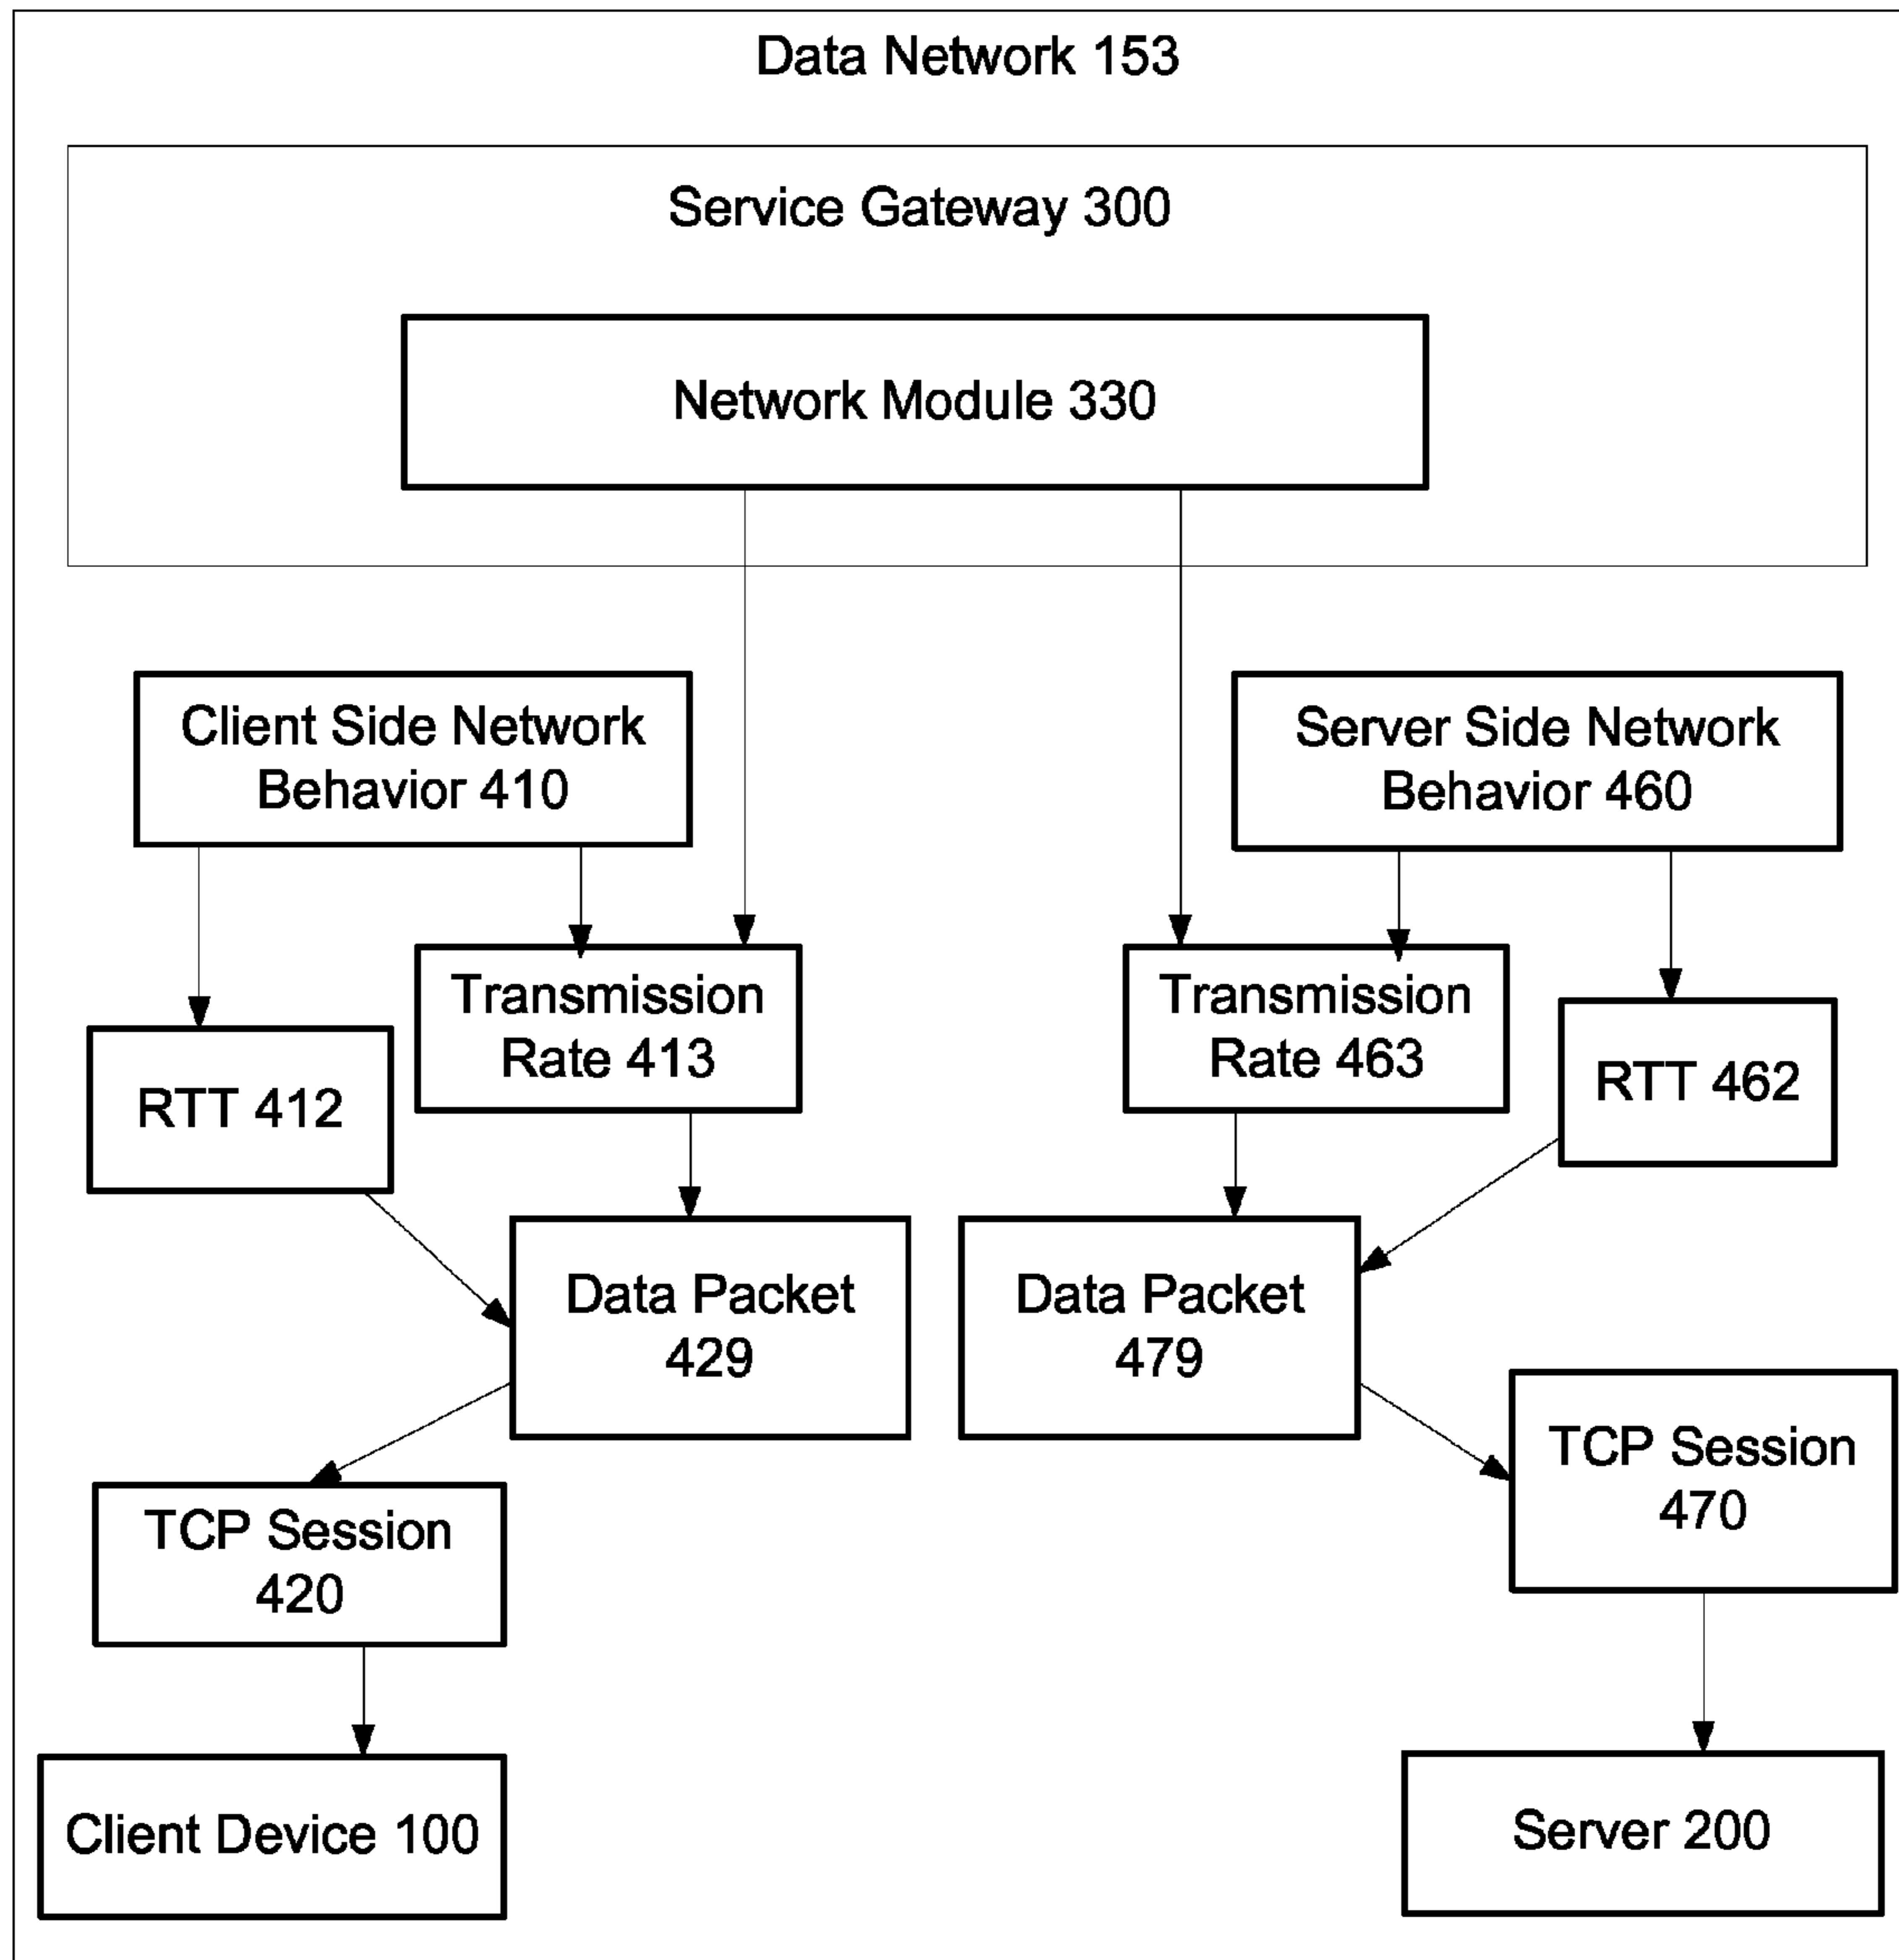 Data Network 153
Service Gateway 300
Network Module 330
Client Side Network
Behavior 410
Server Side Network
Behavior 460
Transmission
Rate 413
Transmission
Rate 463
RTT 412
RTT 462
Data Packet
429
Data Packet
479
TCP Session
470
TCP Session
420
Client Device 100
Server 200